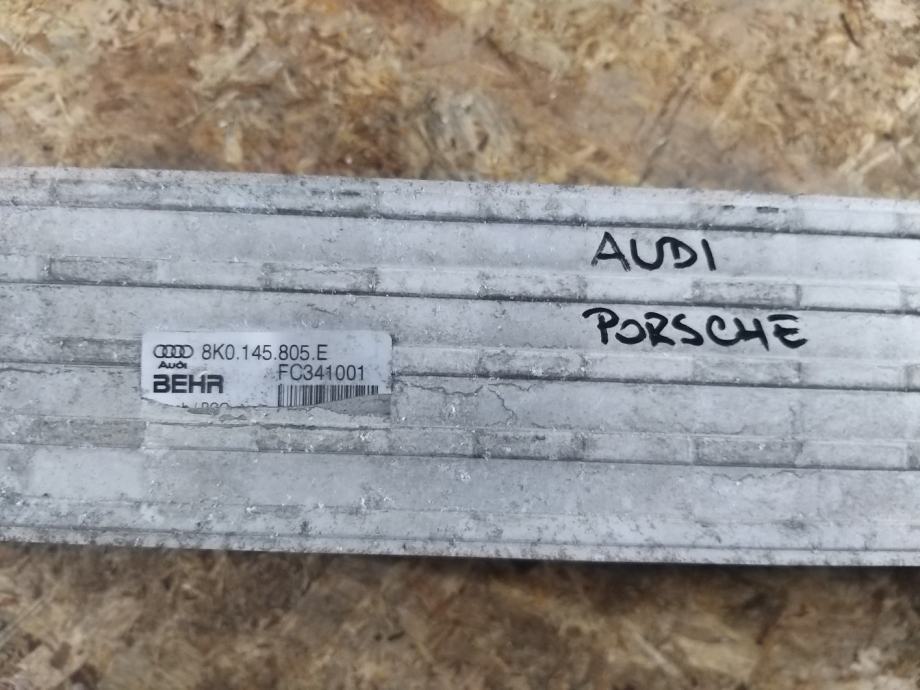 AUDI
PORSCHE
8K0.145.805.E
Audi
FC341001
BEHR